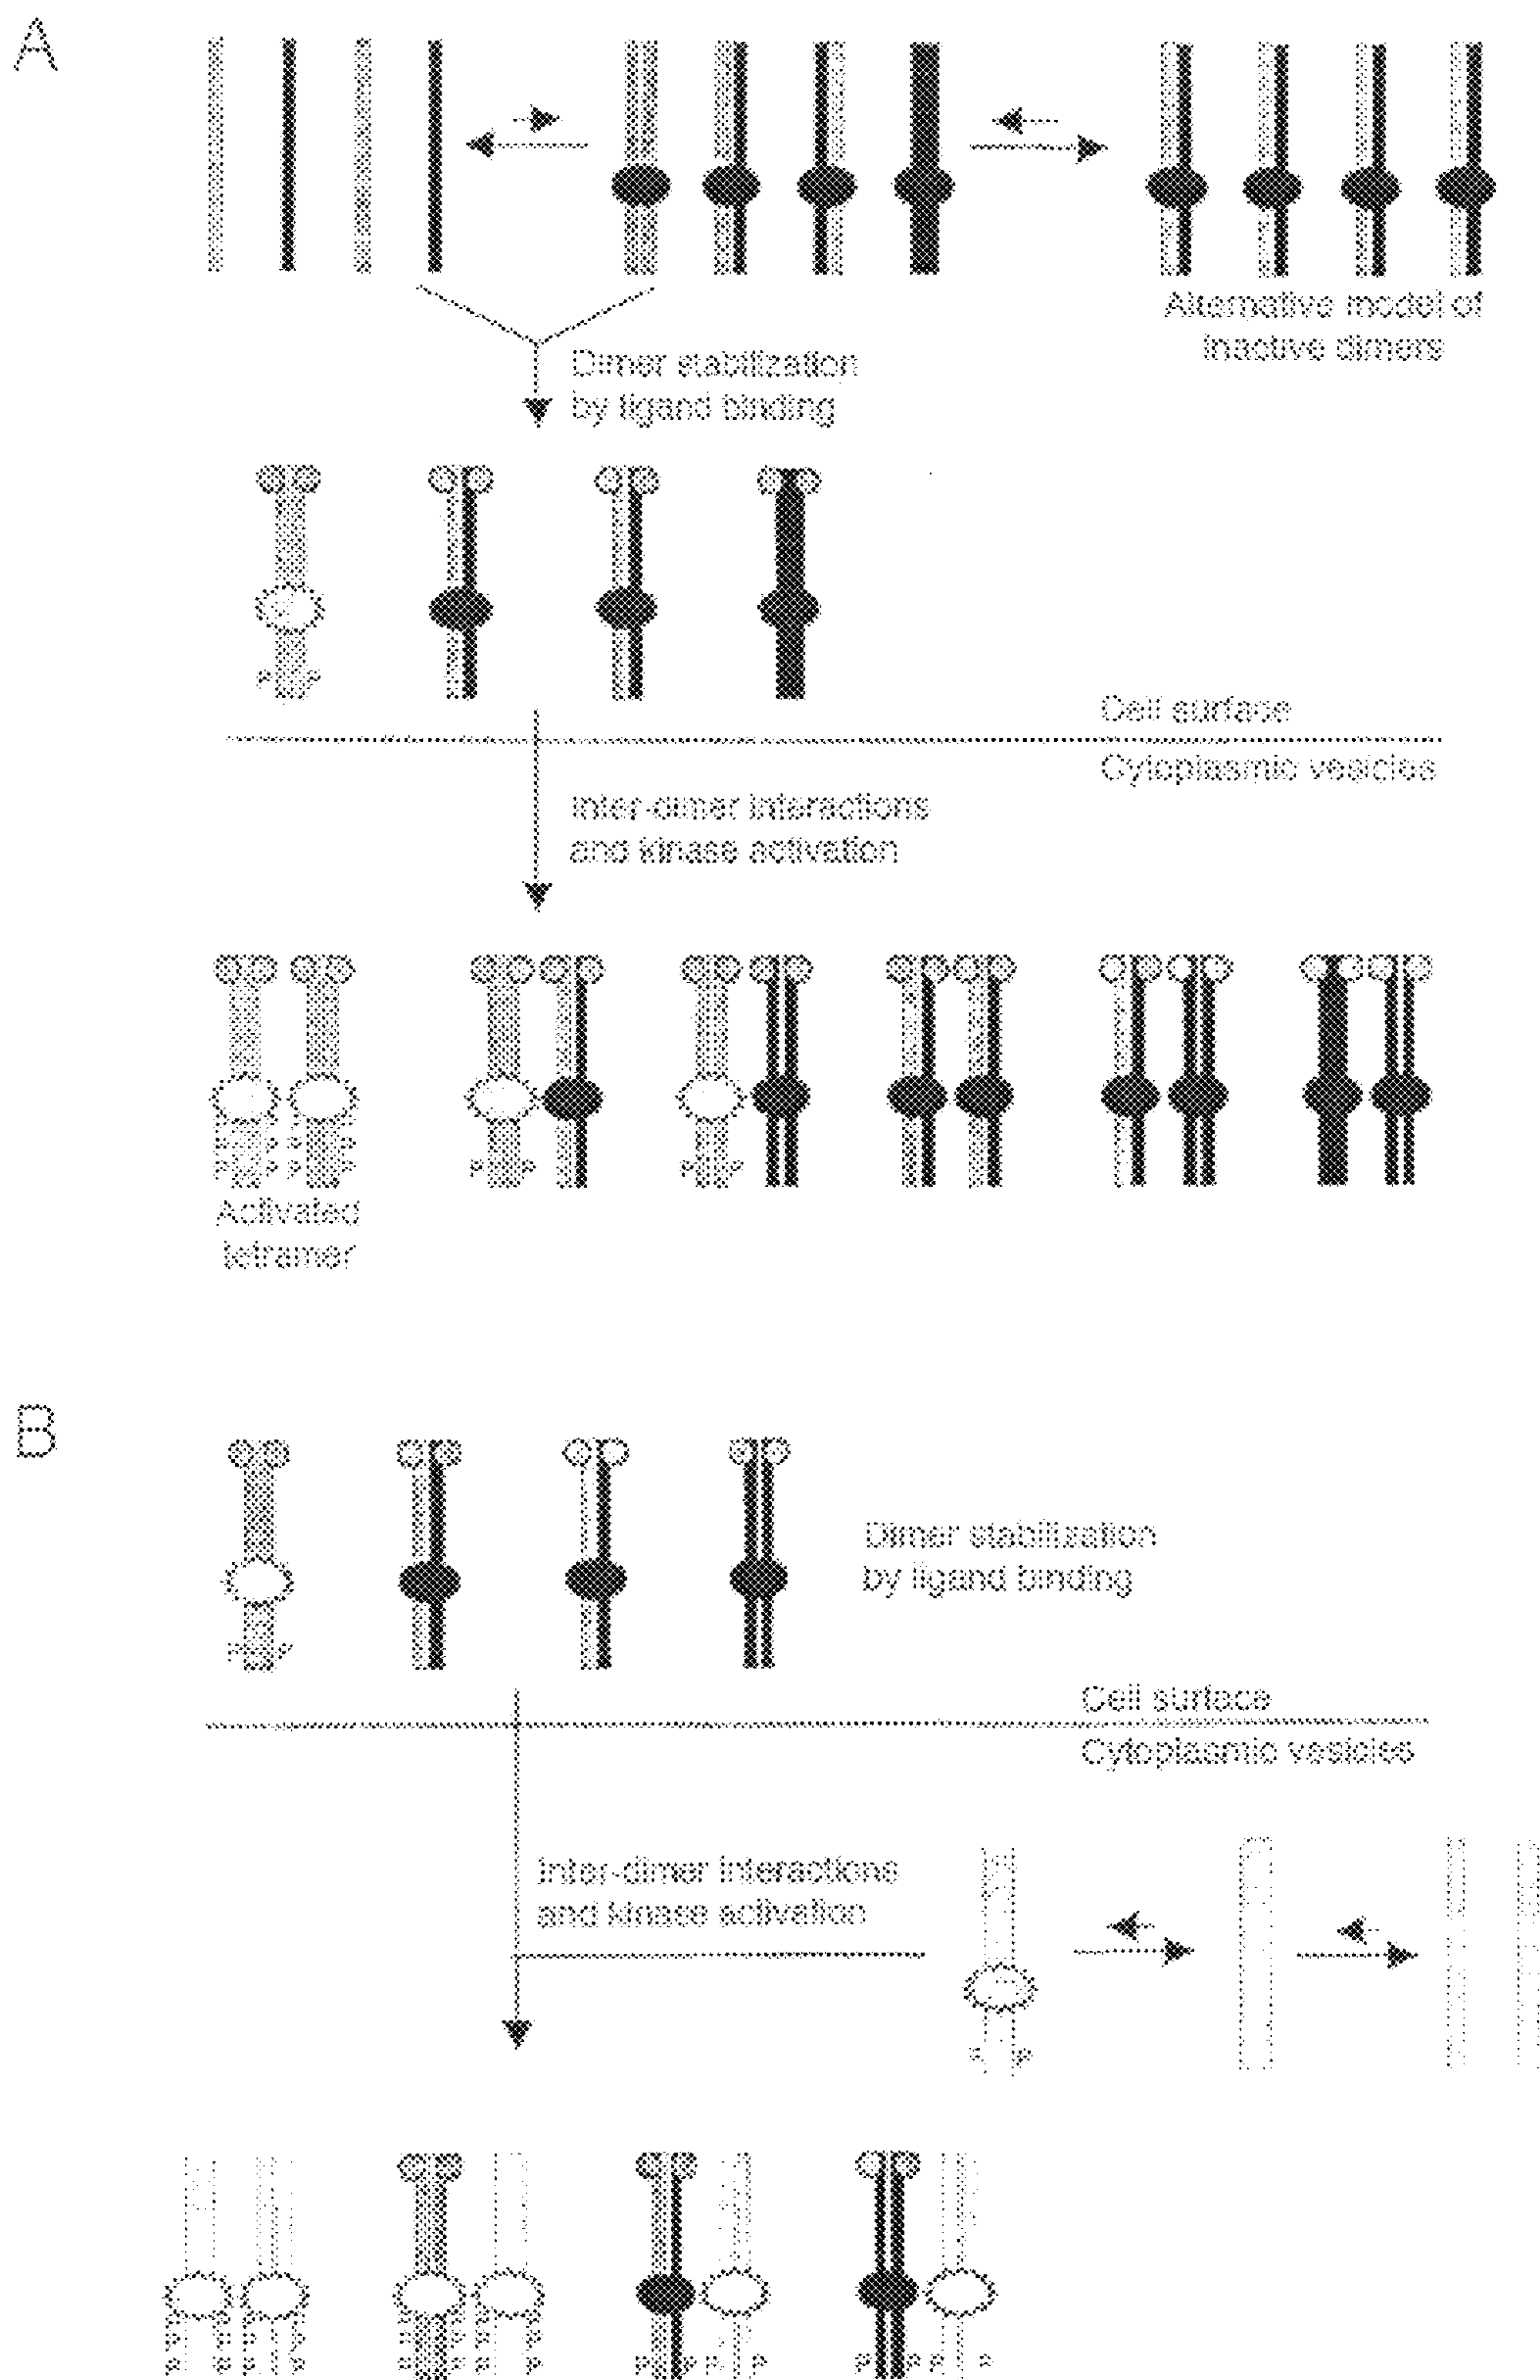 A
Alternative model of
inactive dimers
Dimer stabilization
by ligand binding
Cell surface
Cytoplasmic vesicles
Inter-dimer interactions
and kinase activation
P P
P P P P
P P P P P P P P
Activated
tetramer
B
Dimer stabilization
by ligand binding
P P
Cell surface
Cytoplasmic vesicles
Inter-dimer interactions
and kinase activation
P
P P P P P P P P
P P P P P P P P P P P P P P P P